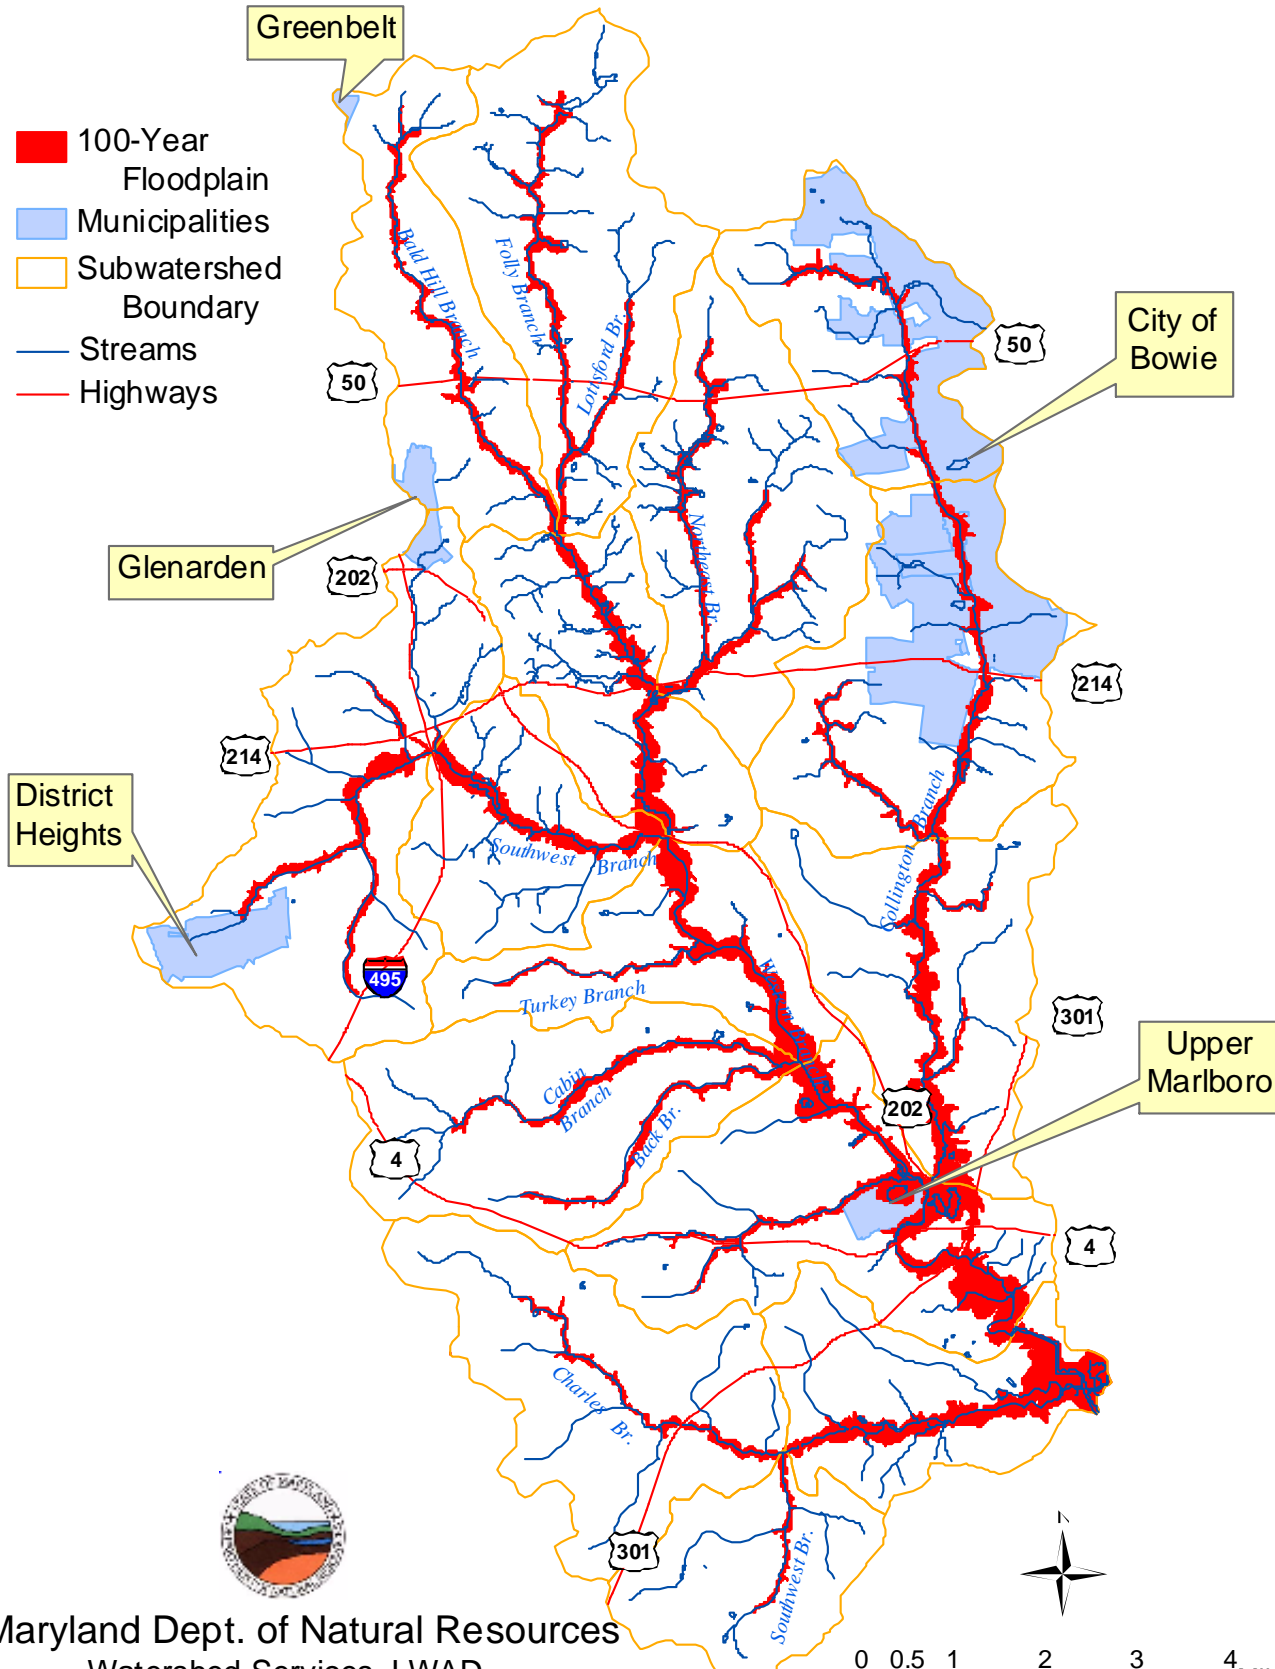 Greenbelt
100-Year
Floodplain
Municipalities
Subwatershed
Boundary
Streams
Highways
Bald Hill Branch
Folly Branch
Lottsford Br.
50
50
City of
Bowie
Glenarden
202
Northeast Br.
214
214
District
Heights
Southwest Branch
Collington Branch
495
Turkey Branch
301
Upper
Marlboro
Cabin
Branch
Back Br.
202
4
4
Charles Br.
301
Southwest Br.
N
Maryland Dept. of Natural Resources
Watershed Services, LWAD
0 0.5 1 2 3 4